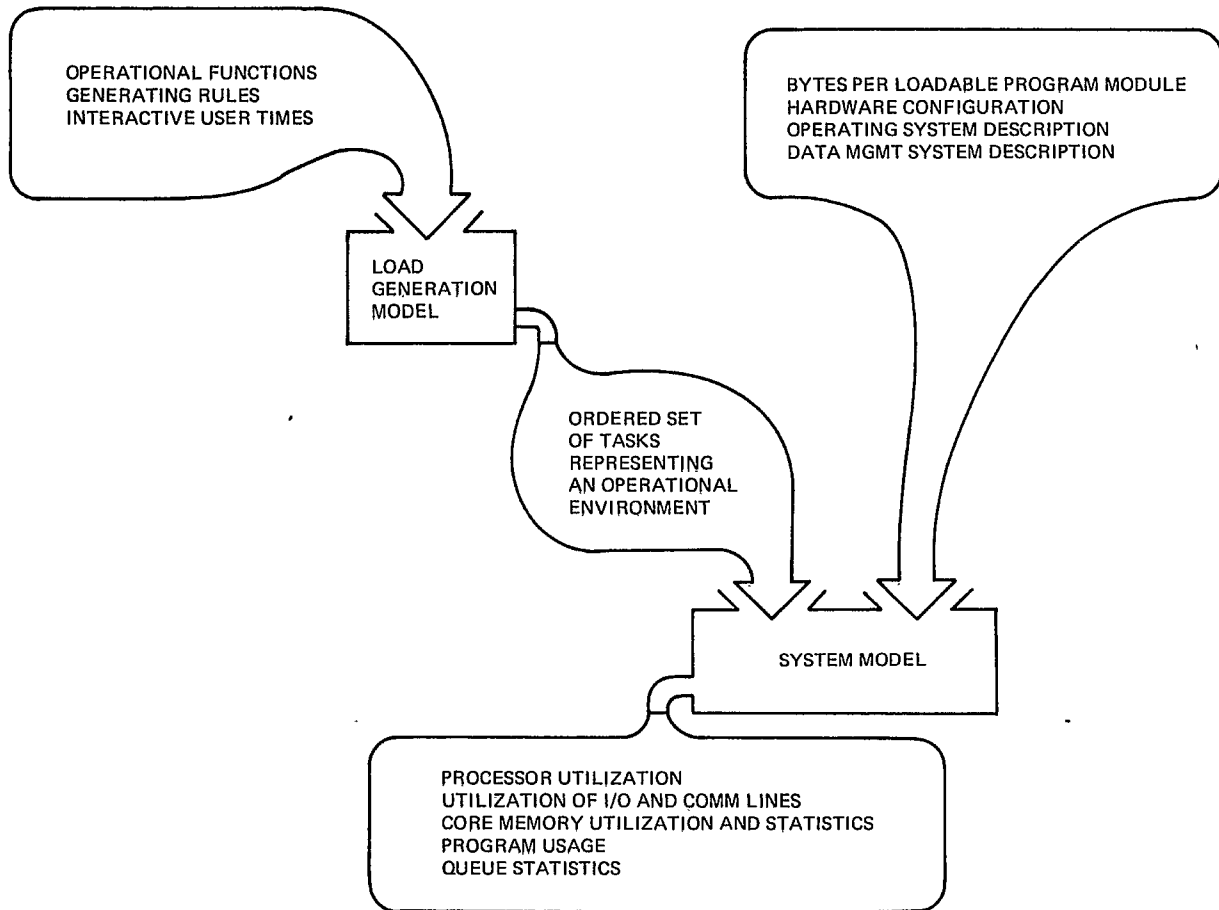 OPERATIONAL FUNCTIONS
GENERATING RULES
INTERACTIVE USER TIMES
BYTES PER LOADABLE PROGRAM MODULE
HARDWARE CONFIGURATION
OPERATING SYSTEM DESCRIPTION
DATA MGMT SYSTEM DESCRIPTION
LOAD
GENERATION
MODEL
ORDERED SET
OF TASKS
REPRESENTING
AN OPERATIONAL
ENVIRONMENT
SYSTEM MODEL
PROCESSOR UTILIZATION
UTILIZATION OF I/O AND COMM LINES
CORE MEMORY UTILIZATION AND STATISTICS
PROGRAM USAGE
QUEUE STATISTICS